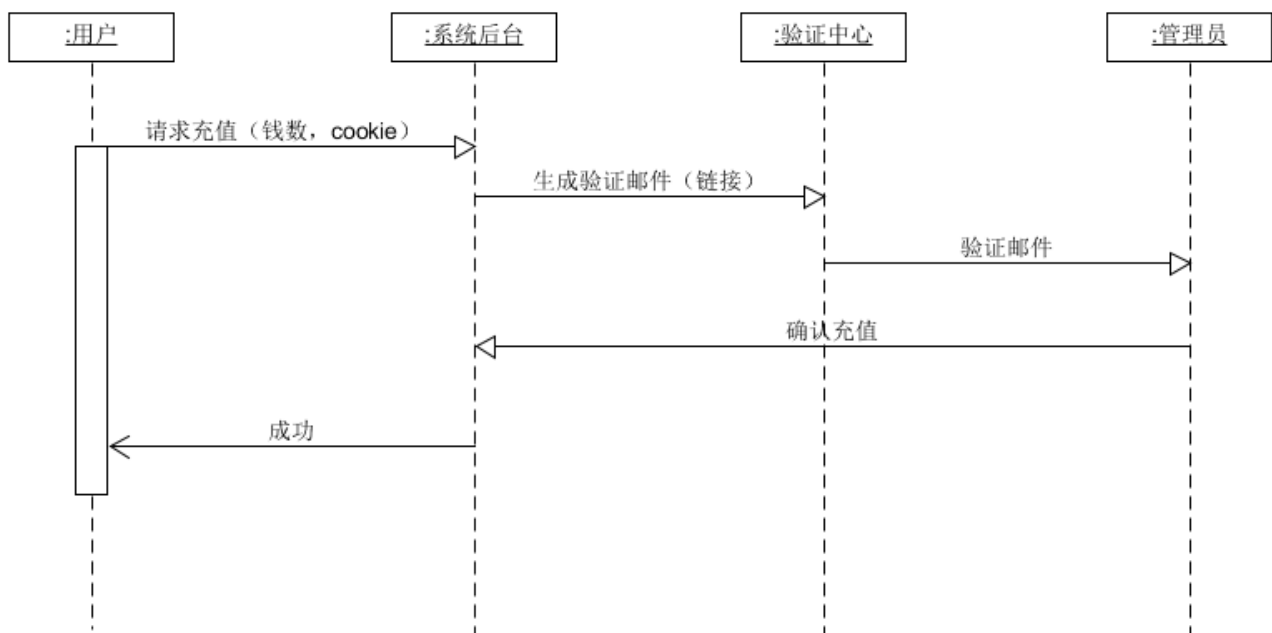 :用户
:系统后台
:验证中心
:管理员
请求充值（钱数，cookie）
生成验证邮件（链接）
验证邮件
确认充值
成功